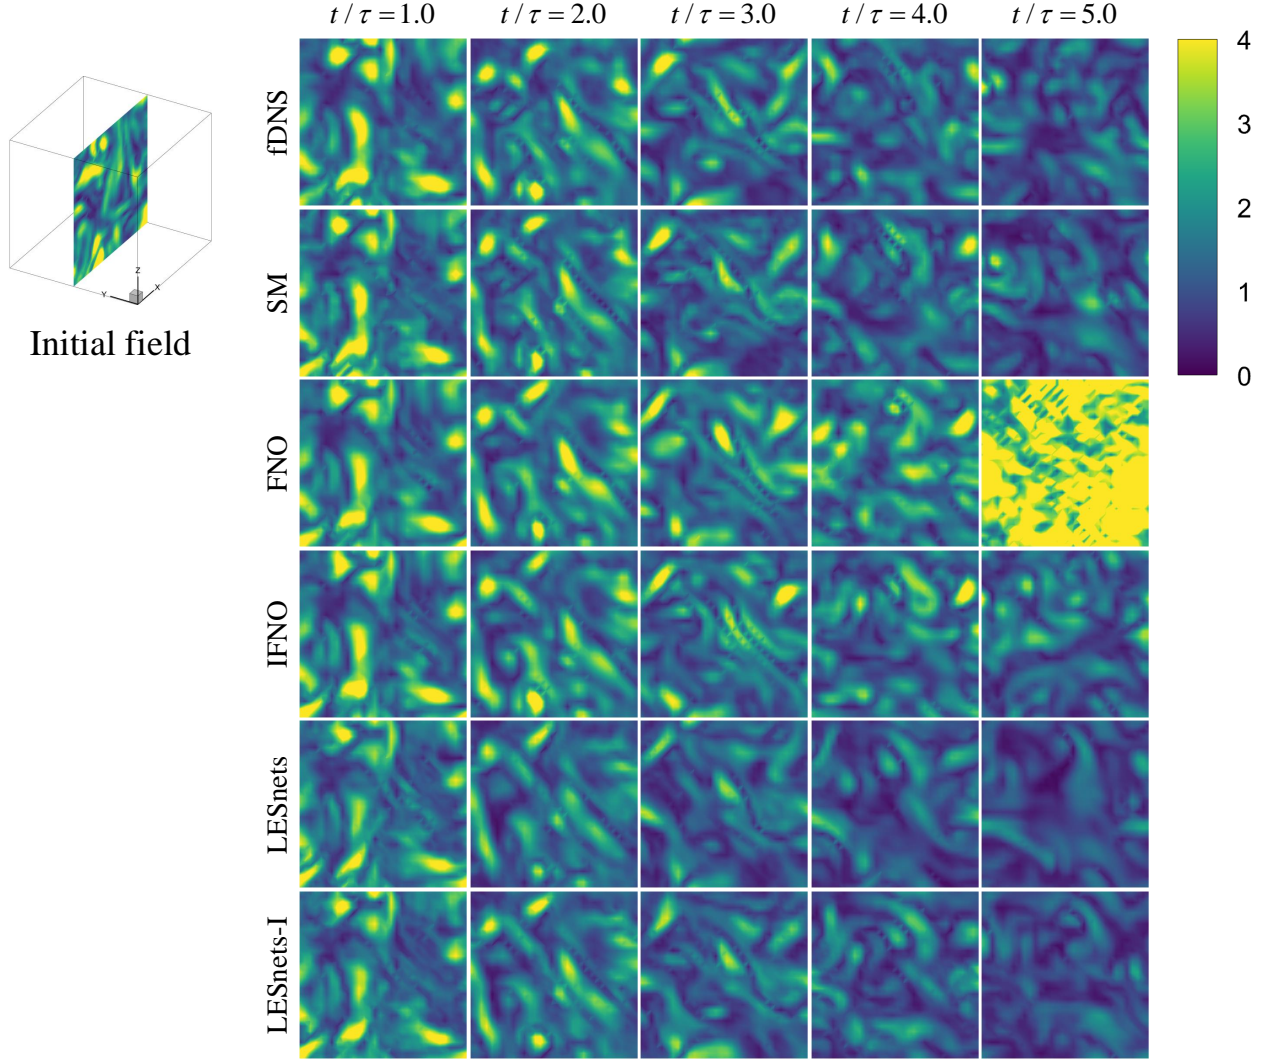 t / τ = 1.0 t / τ = 2.0 t / τ = 3.0 t / τ = 4.0 t / τ = 5.0
fDNS
SM
FNO
IFNO
LESnets
LESnets-I
Z
Y
X
Initial field
4
3
2
1
0